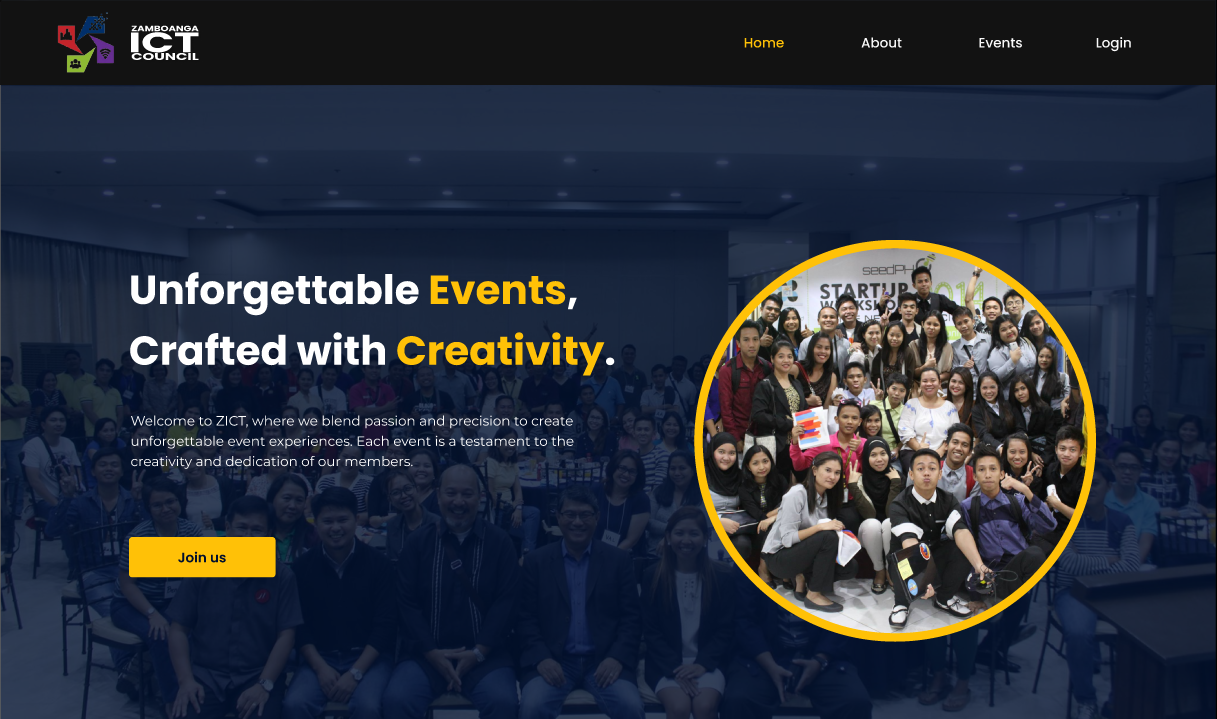 ZAMBOANGA
ICT
COUNCIL
Home
About
Events
Login
Unforgettable Events,
Crafted with Creativity.
Welcome to ZICT, where we blend passion and precision to create
unforgettable event experiences. Each event is a testament to the
creativity and dedication of our members.
Join us
seedPH
STARTUP